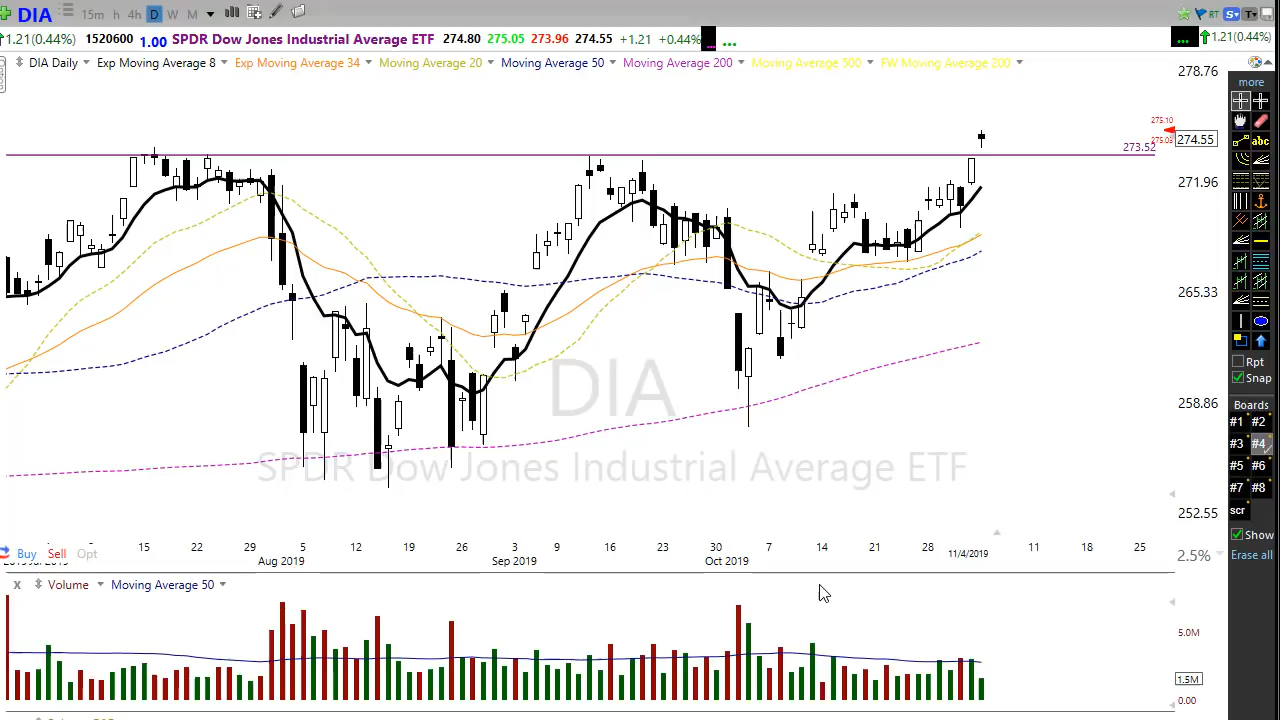 DIA 15m h 4h D W M RT S T
1.21(0.44%) 1520600 1.00 SPDR Dow Jones Industrial Average ETF 274.80 275.05 273.96 274.55 +1.21 +0.44% ... ... ... 1.21(0.44%)
DIA Daily Exp Moving Average 8 Exp Moving Average 34 Moving Average 20 Moving Average 50 Moving Average 200 Moving Average 500 FW Moving Average 200
278.76
more
275.10
274.55
275.03
273.52
abc
271.96
265.33
Rpt
Snap
DIA
258.86
Boards
#1 #2
#3 #4
SPDR Dow Jones Industrial Average ETF
#5 #6
#7 #8
scr
252.55
Show
Buy Sell Opt
15 22 29 5 12 19 26 3 9 16 23 30 7 14 21 28 11/4/2019 11 18 25
2.5%
Erase all
Aug 2019 Sep 2019 Oct 2019
X Volume Moving Average 50
5.0M
1.5M
0.00